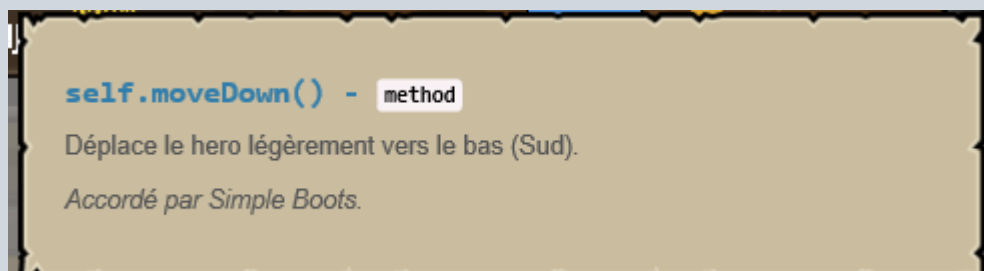 self.moveDown() - method
Déplace le hero légèrement vers le bas (Sud).
Accordé par Simple Boots.